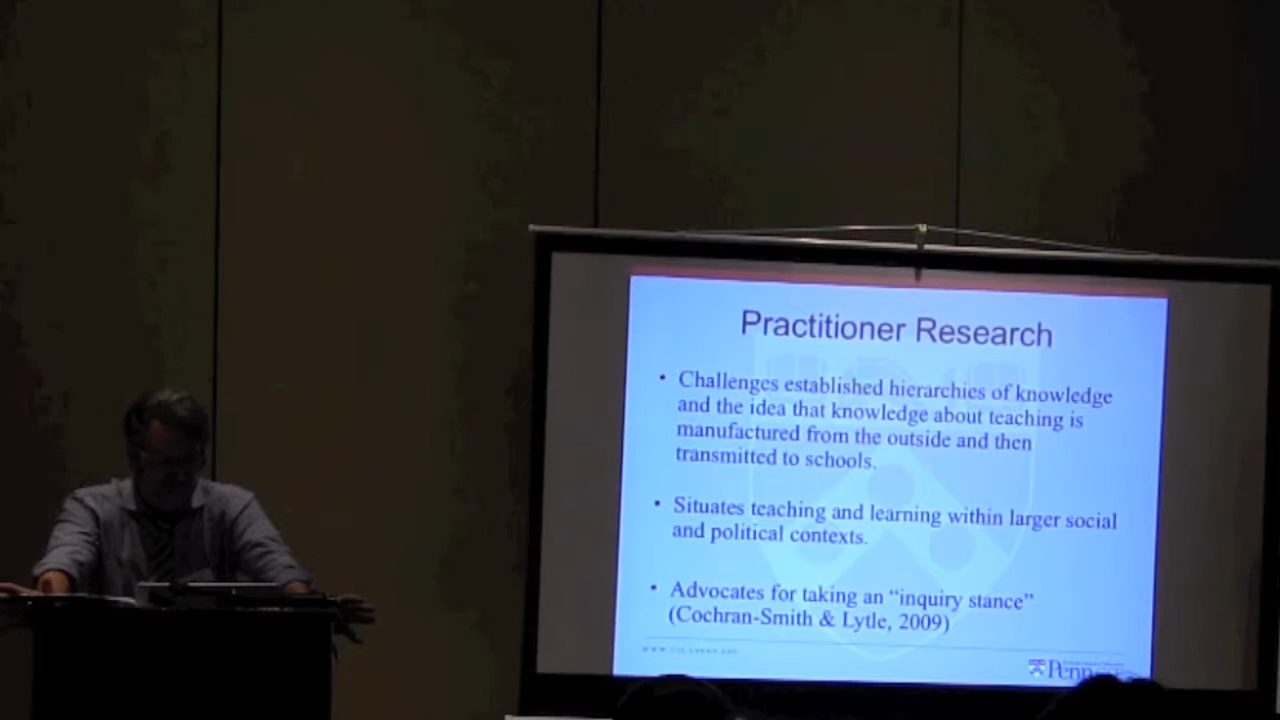 Practitioner Research
• Challenges established hierarchies of knowledge
and the idea that knowledge about teaching is
manufactured from the outside and then
transmitted to schools.
• Situates teaching and learning within larger social
and political contexts.
• Advocates for taking an “inquiry stance”
(Cochran-Smith & Lytle, 2009)
Penn